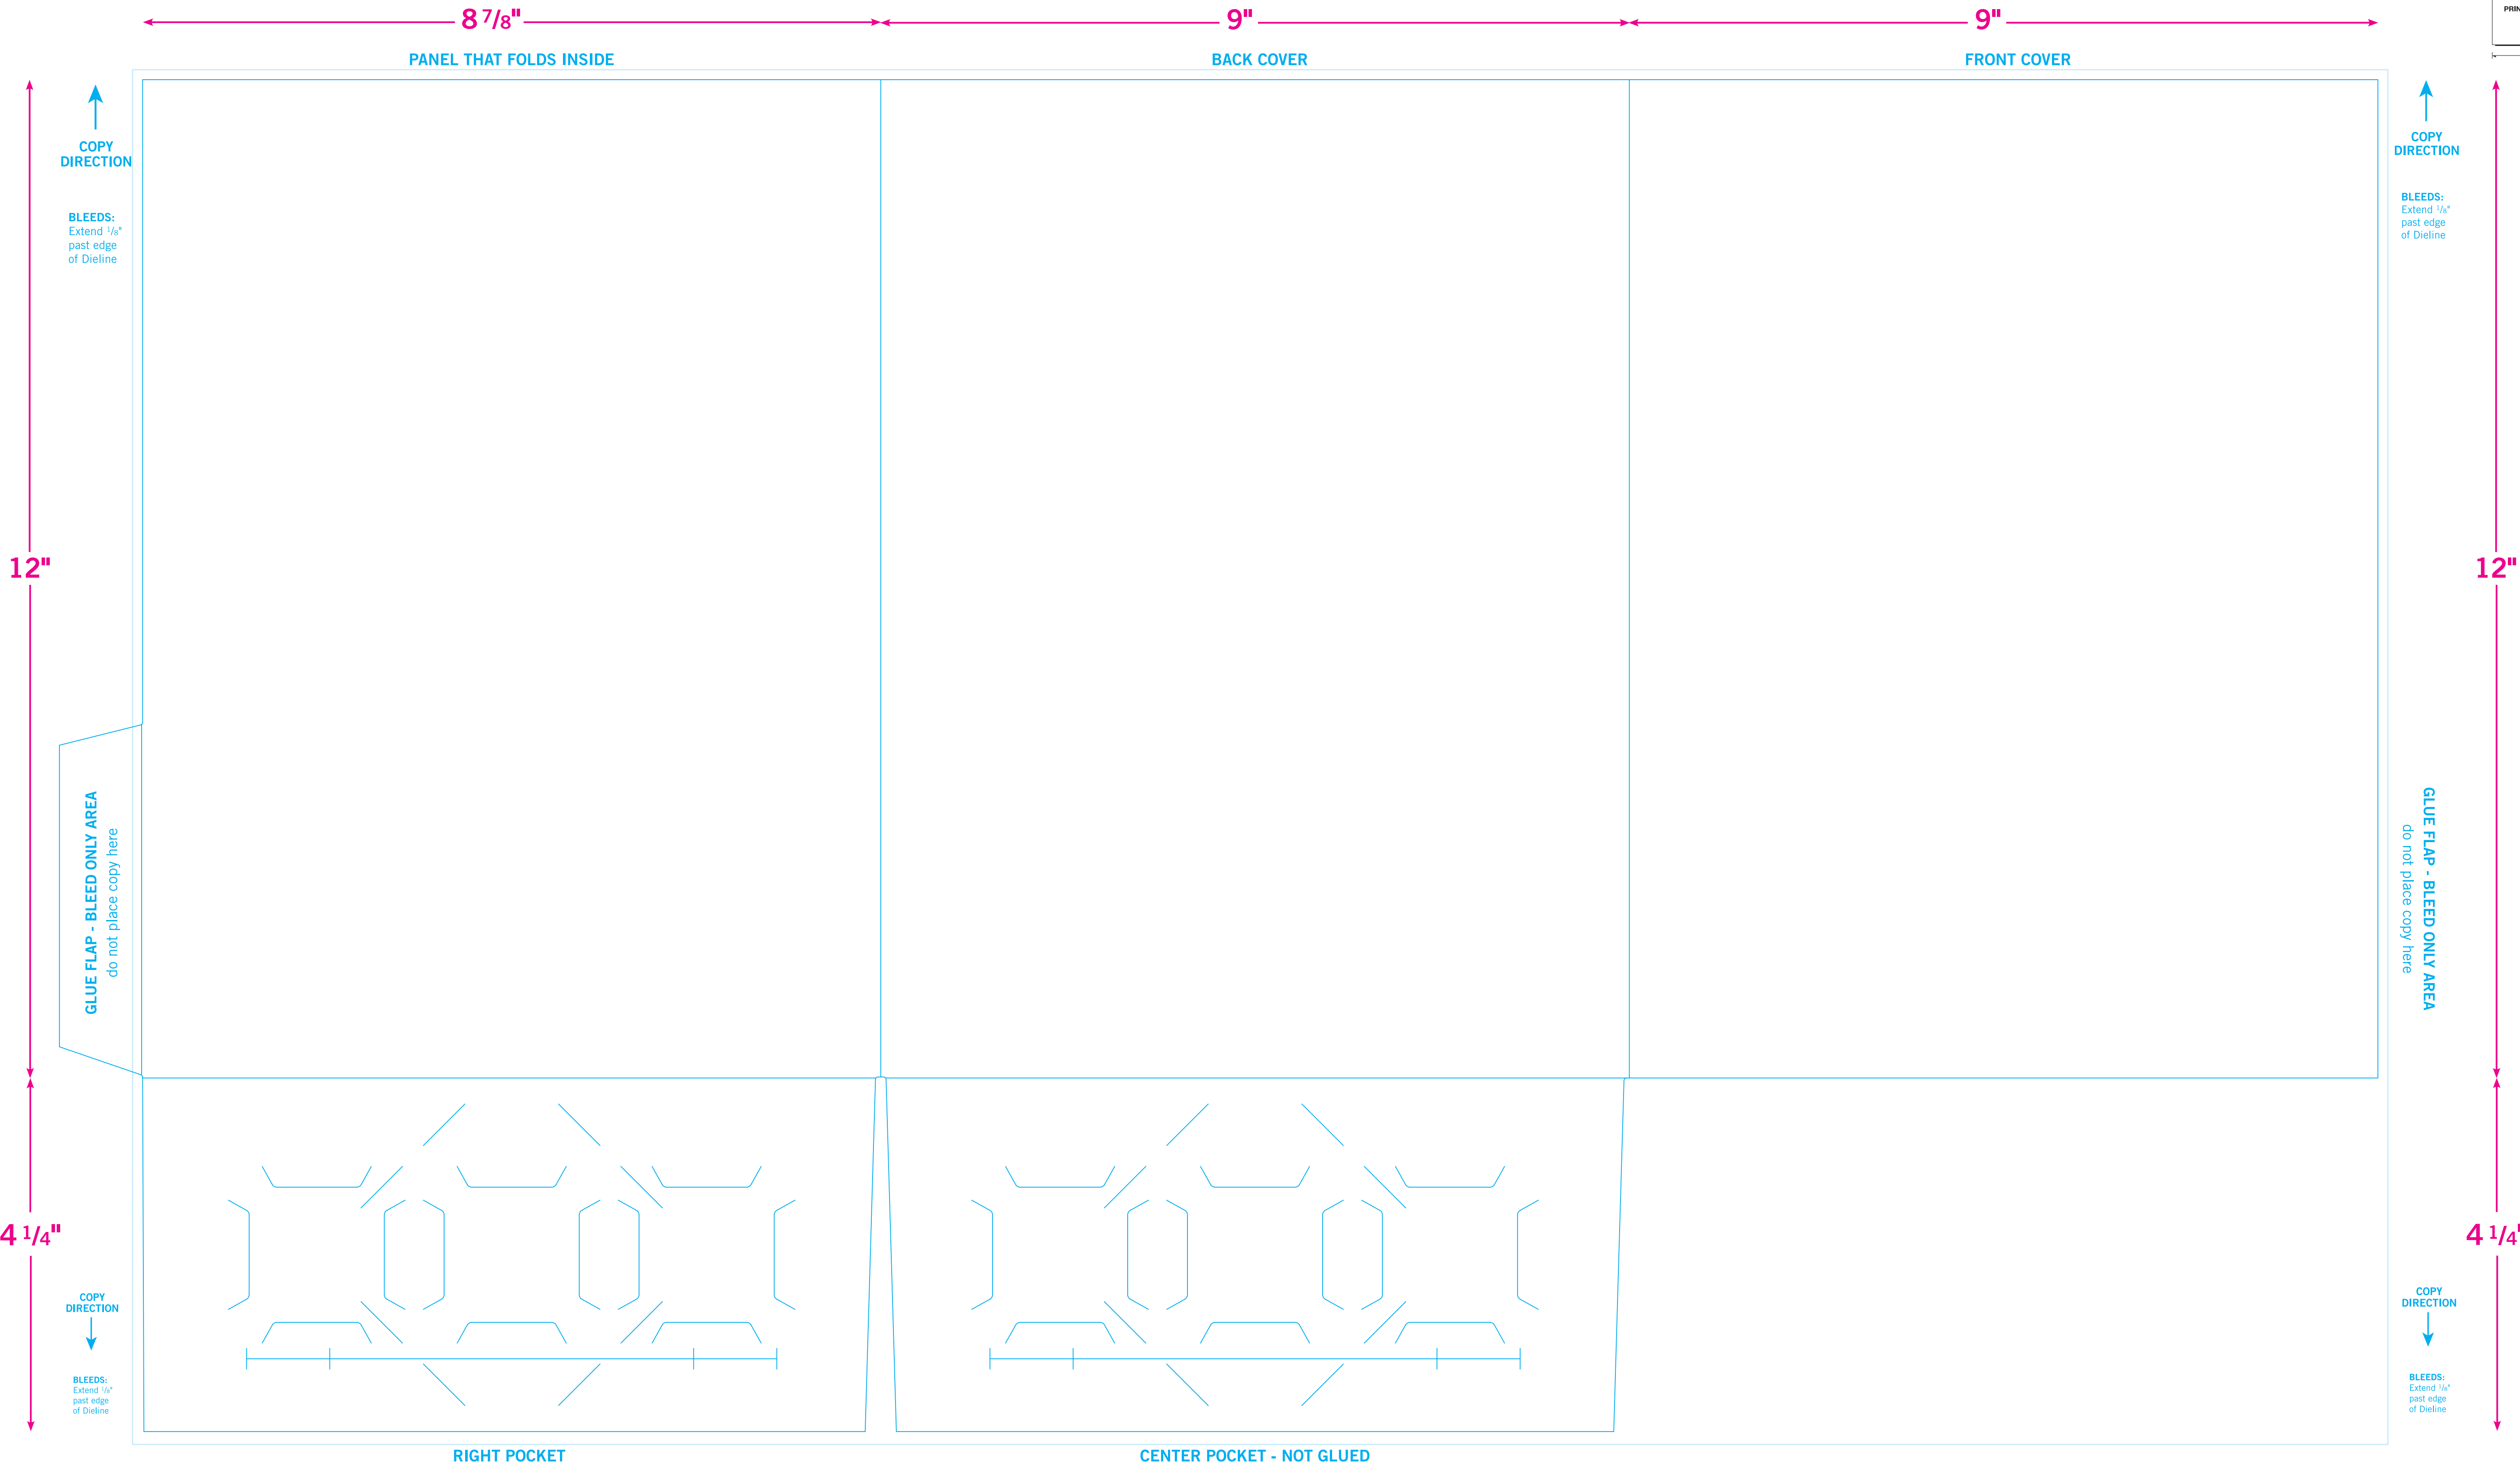 8 7/8"
9"
9"
PRIN
PANEL THAT FOLDS INSIDE
BACK COVER
FRONT COVER
COPY
DIRECTION
BLEEDS:
Extend 1/8"
past edge
of Dieline
COPY
DIRECTION
BLEEDS:
Extend 1/8"
past edge
of Dieline
12"
12"
GLUE FLAP - BLEED ONLY AREA
do not place copy here
GLUE FLAP - BLEED ONLY AREA
do not place copy here
4 1/4"
4 1/4"
COPY
DIRECTION
BLEEDS:
Extend 1/8"
past edge
of Dieline
COPY
DIRECTION
BLEEDS:
Extend 1/8"
past edge
of Dieline
RIGHT POCKET
CENTER POCKET - NOT GLUED